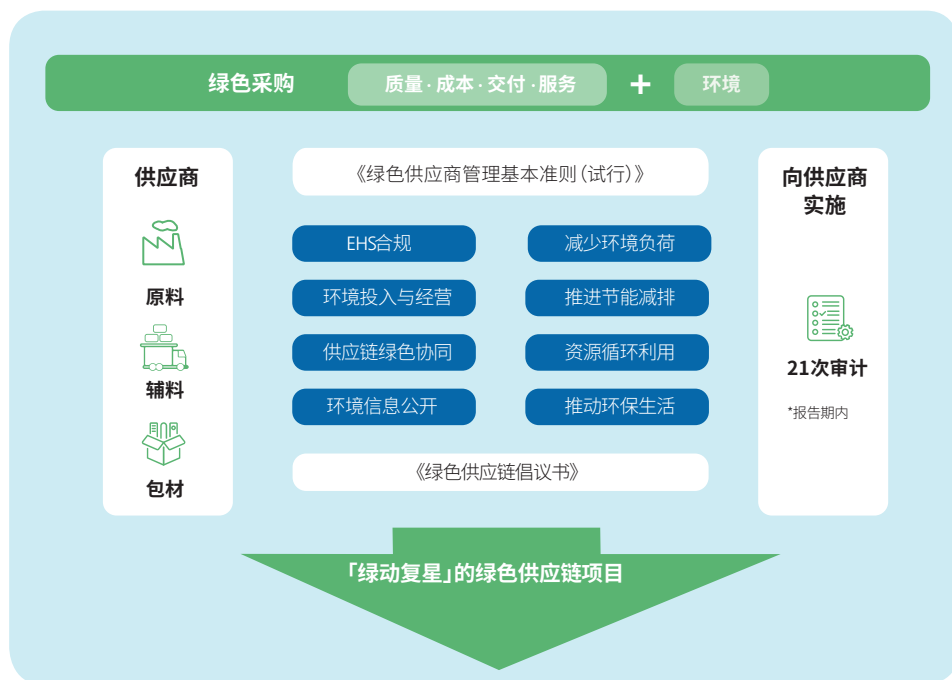 绿色采购 质量·成本·交付·服务 + 环境
供应商
原料
辅料
包材
《绿色供应商管理基本准则(试行)》
EHS合规
减少环境负荷
环境投入与经营
推进节能减排
供应链绿色协同
资源循环利用
环境信息公开
推动环保生活
《绿色供应链倡议书》
向供应商
实施
21次审计
*报告期内
「绿动复星」的绿色供应链项目